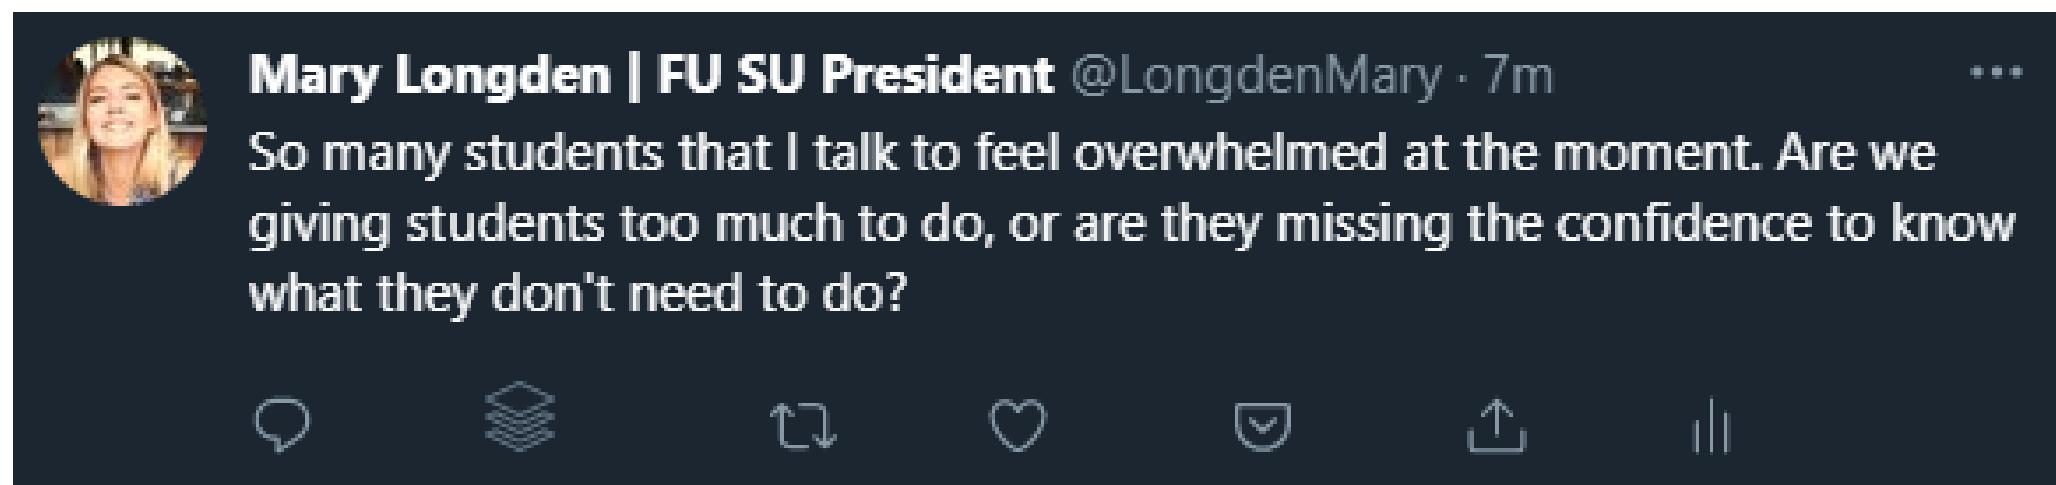 Mary Longden | FU SU President @LongdenMary · 7m
So many students that I talk to feel overwhelmed at the moment. Are we
giving students too much to do, or are they missing the confidence to know
what they don't need to do?